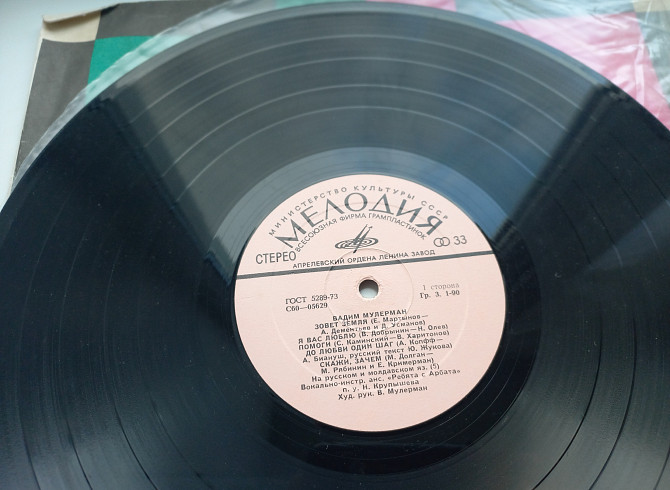 МИНИСТЕРСТВО КУЛЬТУРЫ СССР
МЕЛОДИЯ
ВСЕСОЮЗНАЯ ФИРМА ГРАМПЛАСТИНОК
СТЕРЕО
33
АПРЕЛЕВСКИЙ ОРДЕНА ЛЕНИНА ЗАВОД
ГОСТ 5289-73
С60—05629
1 сторона
Гр. 3. 1-90
ВАДИМ МУЛЕРМАН
ЗОВЕТ ЗЕМЛЯ (Е. Мартынов—
А. Дементьев и Д. Усманов)
Я ВАС ЛЮБЛЮ (В. Добрынин—Н. Олев)
ПОМОГИ (С. Каминский—В. Харитонов)
ДО ЛЮБВИ ОДИН ШАГ (А. Копфф—
А. Биануш, русский текст Ю. Жукова)
СКАЖИ, ЗАЧЕМ (М. Долган—
М. Рябинин и Е. Кримерман)
На русском и молдавском яз. (5)
Вокально-инстр. анс. «Ребята с Арбата»
п. у. Н. Крупышева
Худ. рук. В. Мулерман